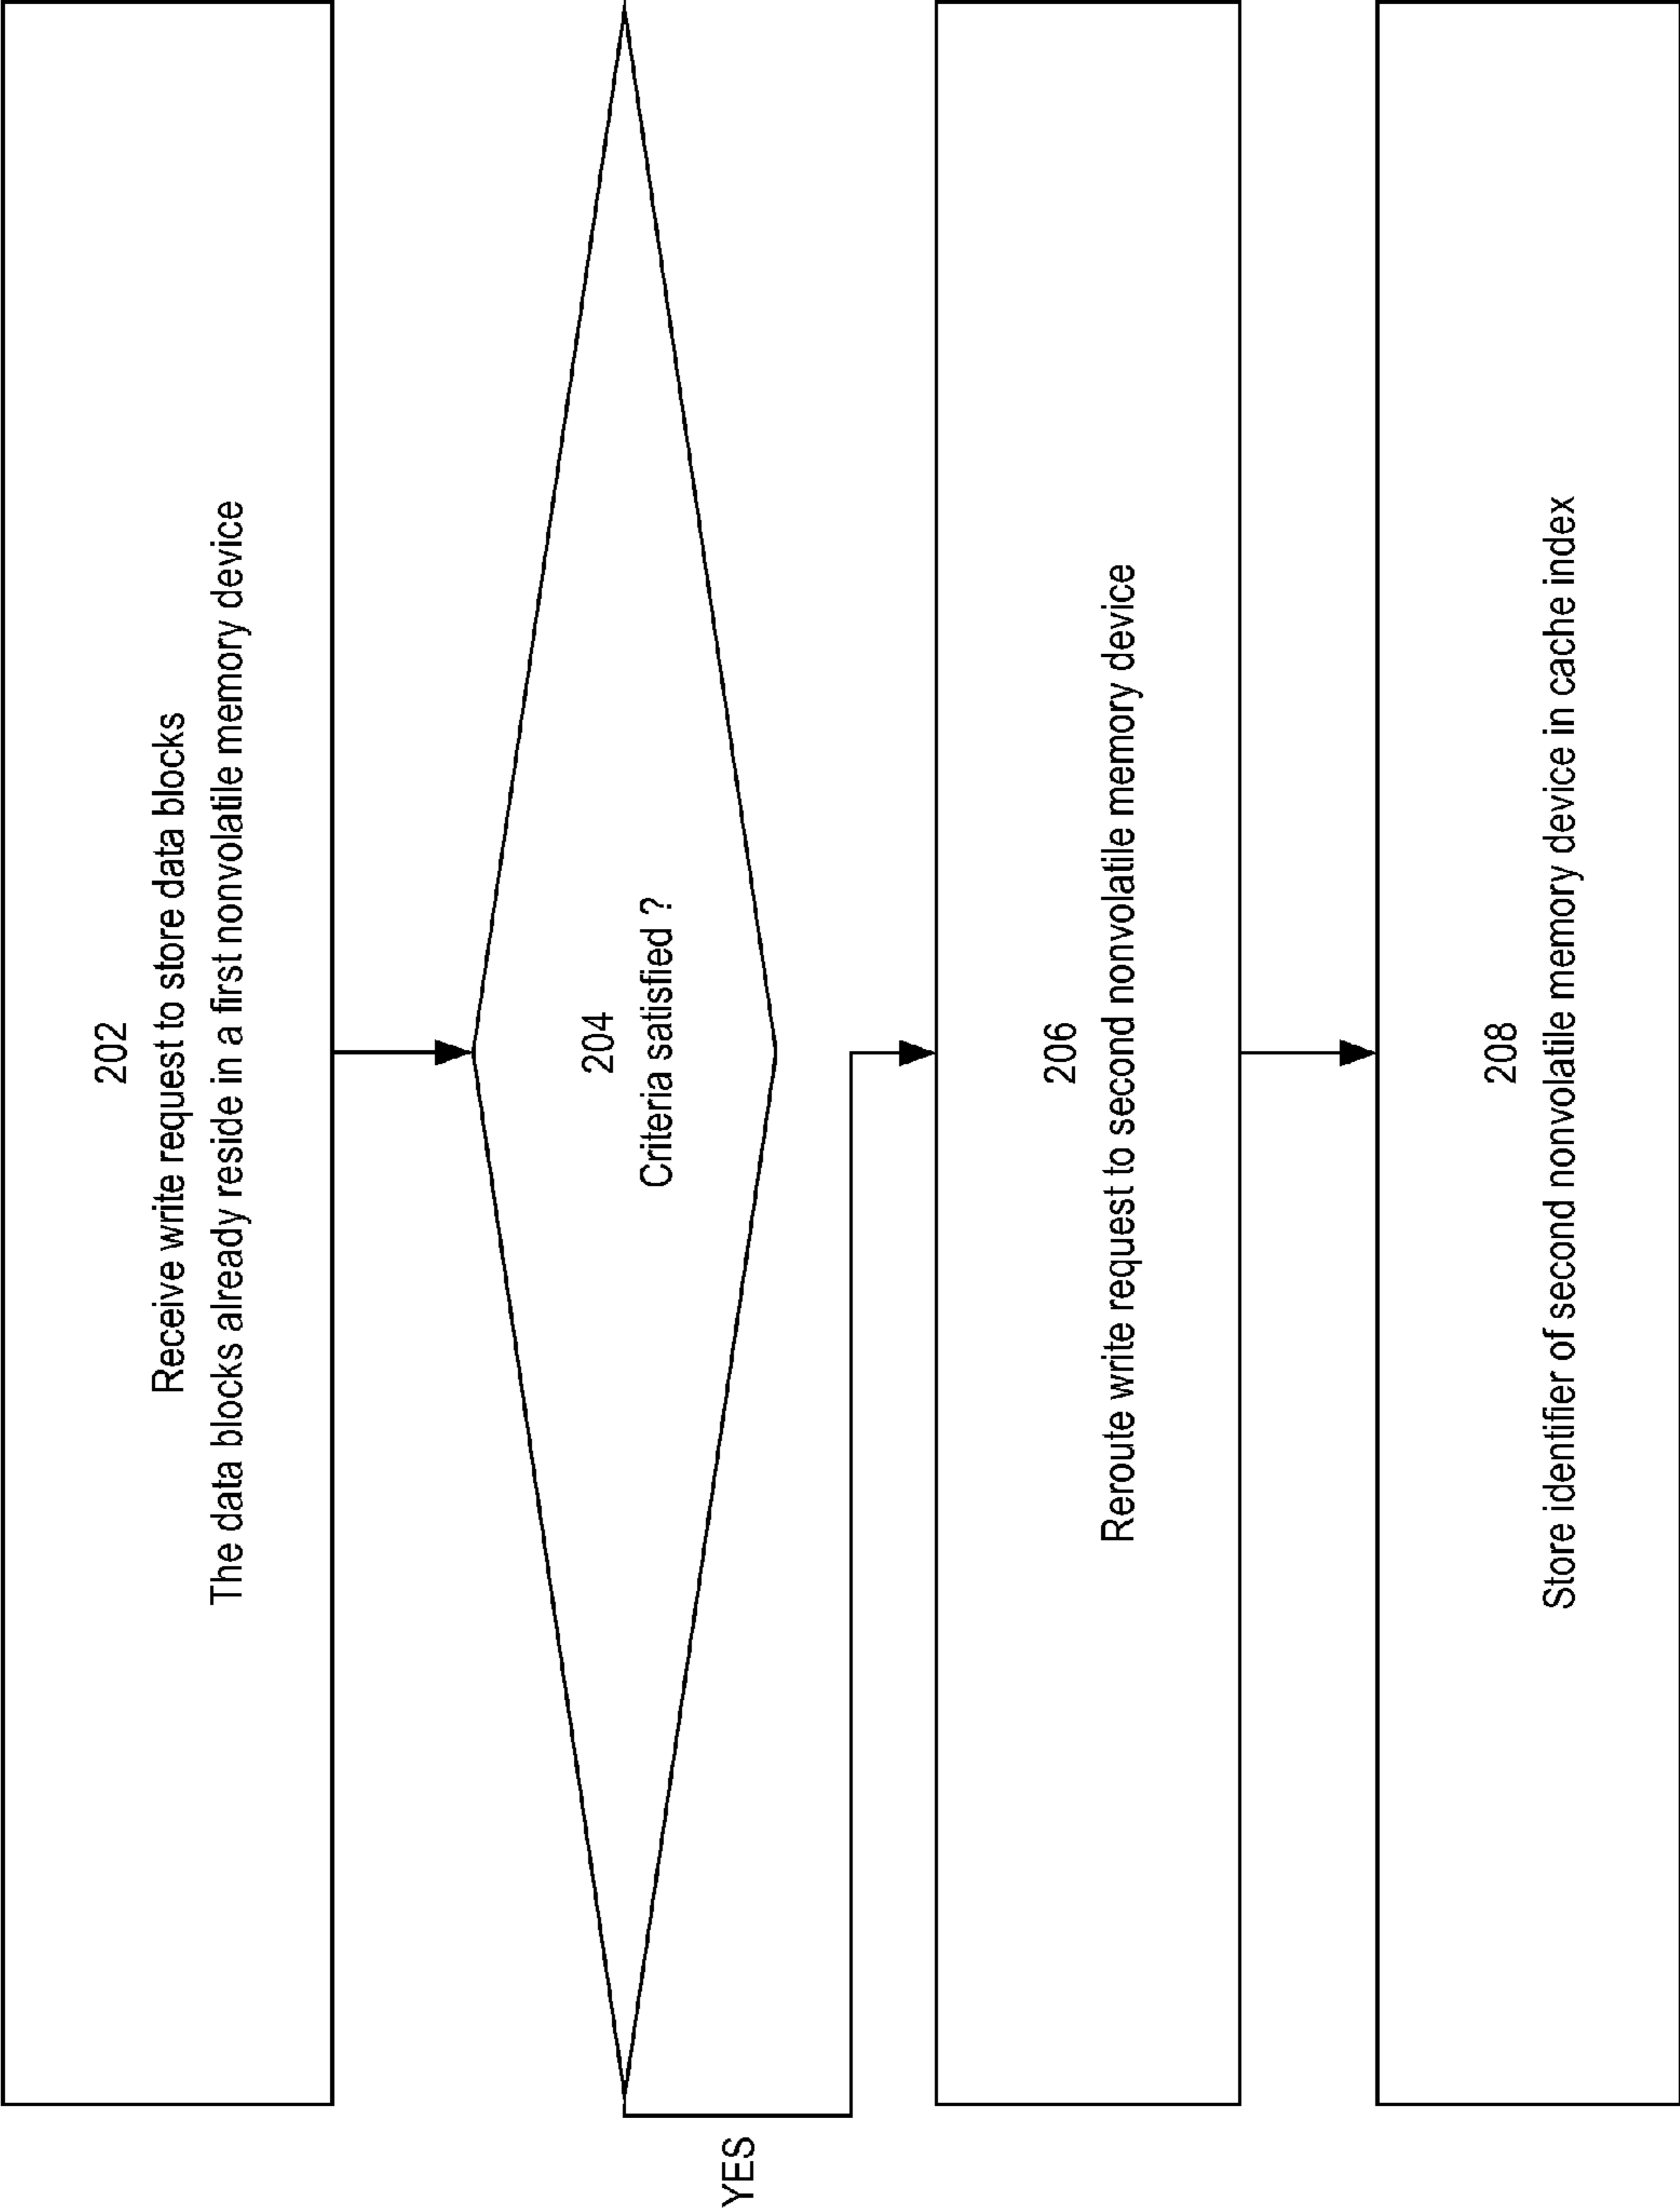 202
Receive write request to store data blocks
The data blocks already reside in a first nonvolatile memory device
204
Criteria satisfied ?
YES
206
Reroute write request to second nonvolatile memory device
208
Store identifier of second nonvolatile memory device in cache index